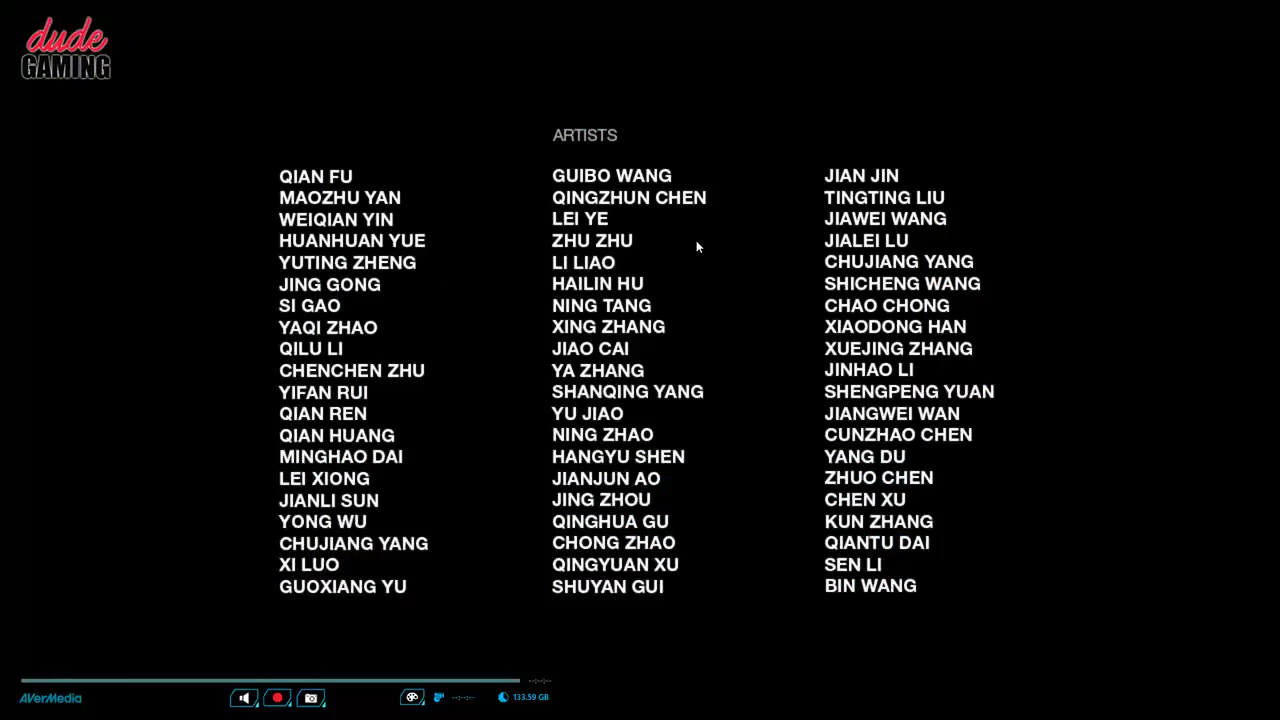 dude
GAMING
ARTISTS
QIAN FU
MAOZHU YAN
WEIQIAN YIN
HUANHUAN YUE
YUTING ZHENG
JING GONG
SI GAO
YAQI ZHAO
QILU LI
CHENCHEN ZHU
YIFAN RUI
QIAN REN
QIAN HUANG
MINGHAO DAI
LEI XIONG
JIANLI SUN
YONG WU
CHUJIANG YANG
XI LUO
GUOXIANG YU
GUIBO WANG
QINGZHUN CHEN
LEI YE
ZHU ZHU
LI LIAO
HAILIN HU
NING TANG
XING ZHANG
JIAO CAI
YA ZHANG
SHANQING YANG
YU JIAO
NING ZHAO
HANGYU SHEN
JIANJUN AO
JING ZHOU
QINGHUA GU
CHONG ZHAO
QINGYUAN XU
SHUYAN GUI
JIAN JIN
TINGTING LIU
JIAWEI WANG
JIALEI LU
CHUJIANG YANG
SHICHENG WANG
CHAO CHONG
XIAODONG HAN
XUEJING ZHANG
JINHAO LI
SHENGPENG YUAN
JIANGWEI WAN
CUNZHAO CHEN
YANG DU
ZHUO CHEN
CHEN XU
KUN ZHANG
QIANTU DAI
SEN LI
BIN WANG
--:--:--
AVerMedia
--:--:--
133.59 GB